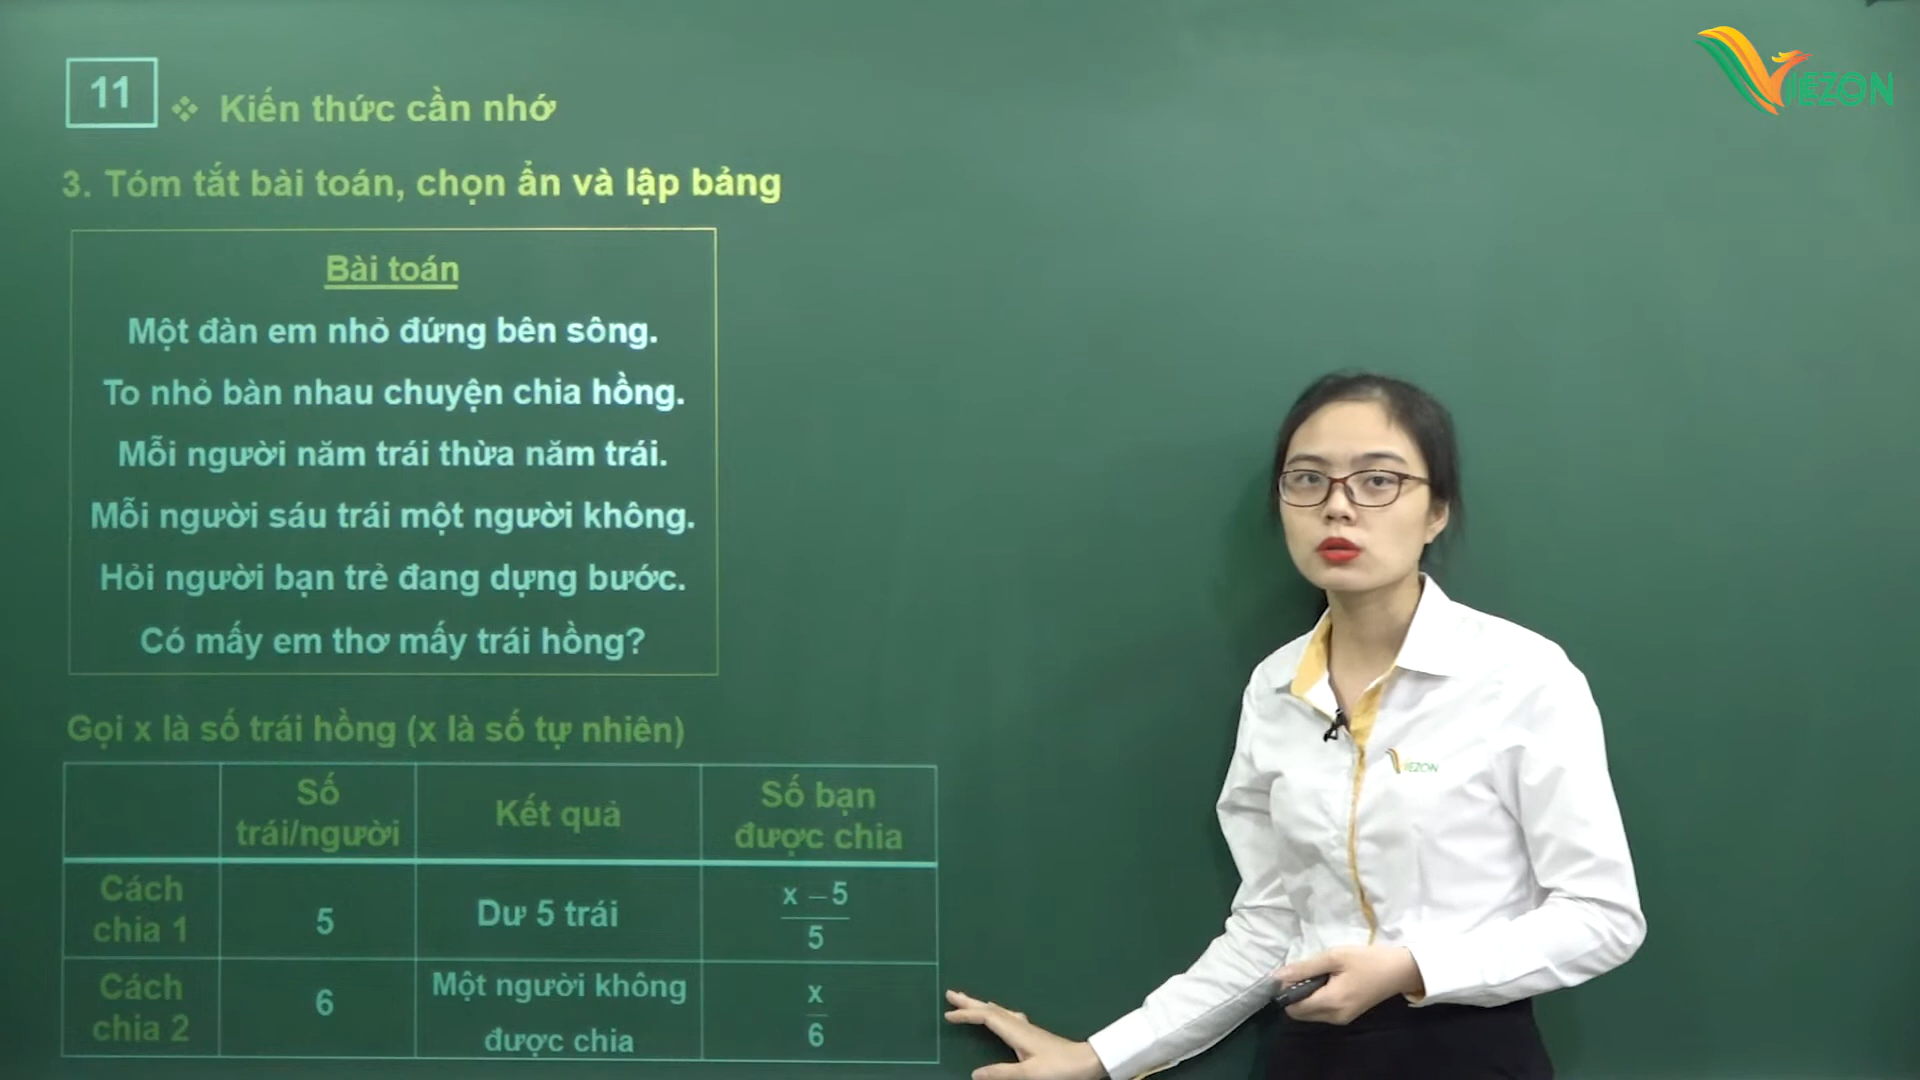 VIEZON
11
❖ Kiến thức cần nhớ
3. Tóm tắt bài toán, chọn ẩn và lập bảng
Bài toán
Một đàn em nhỏ đứng bên sông.
To nhỏ bàn nhau chuyện chia hồng.
Mỗi người năm trái thừa năm trái.
Mỗi người sáu trái một người không.
Hỏi người bạn trẻ đang dựng bước.
Có mấy em thơ mấy trái hồng?
Gọi x là số trái hồng (x là số tự nhiên)
Số
trái/người
Kết quả
Số bạn
được chia
Cách
chia 1
5
Dư 5 trái
x – 5
5
Cách
chia 2
6
Một người không
được chia
x
6
VIEZON